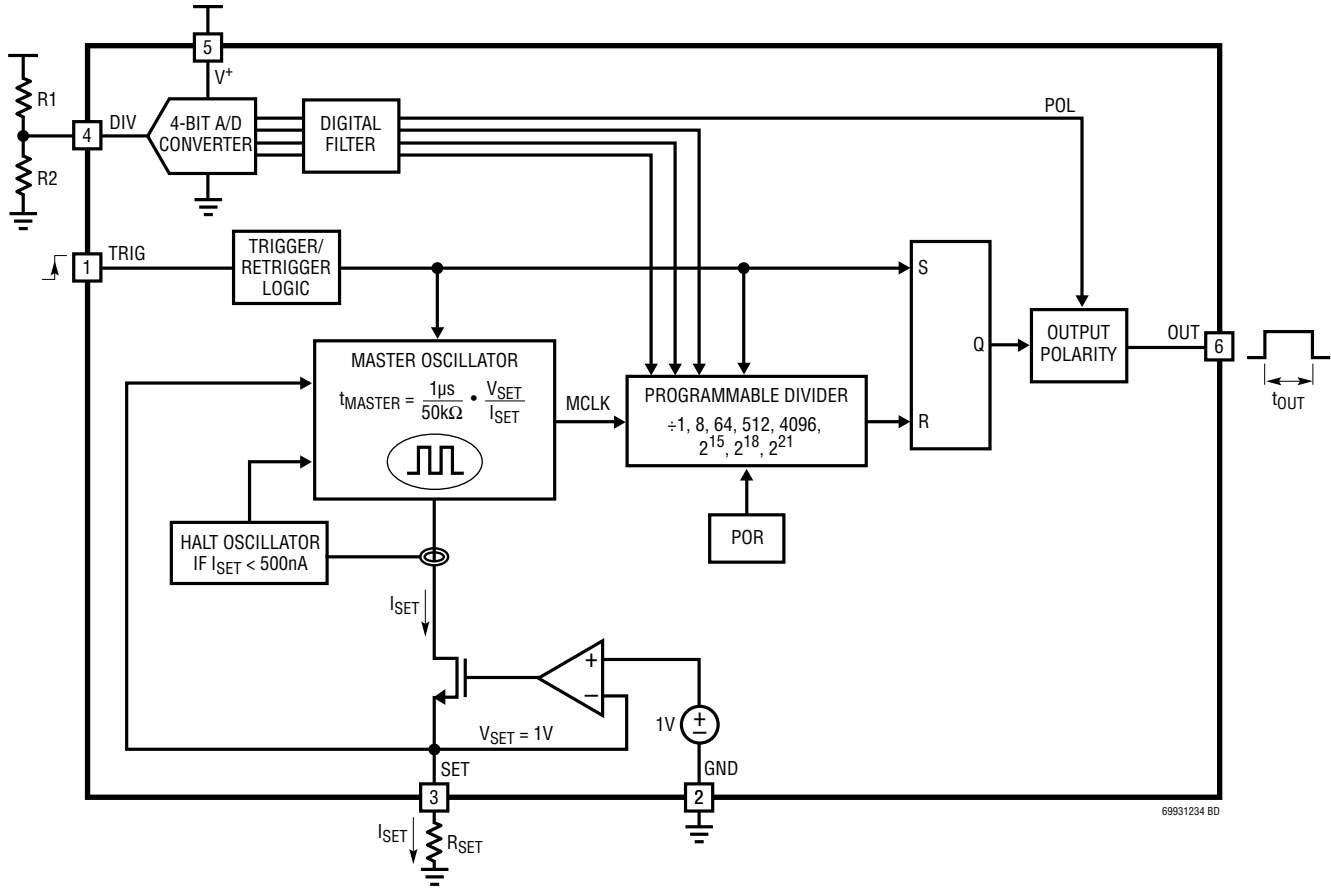 5
V+
R1
4
DIV
4-BIT A/D
CONVERTER
DIGITAL
FILTER
POL
R2
1
TRIG
TRIGGER/
RETRIGGER
LOGIC
S
Q
R
OUTPUT
POLARITY
OUT
6
tOUT
MASTER OSCILLATOR
tMASTER = 1µs/50kΩ • VSET/ISET
MCLK
PROGRAMMABLE DIVIDER
÷1, 8, 64, 512, 4096,
2^15, 2^18, 2^21
POR
HALT OSCILLATOR
IF ISET < 500nA
ISET
+
–
1V
+
–
VSET = 1V
SET
3
GND
2
ISET
RSET
69931234 BD